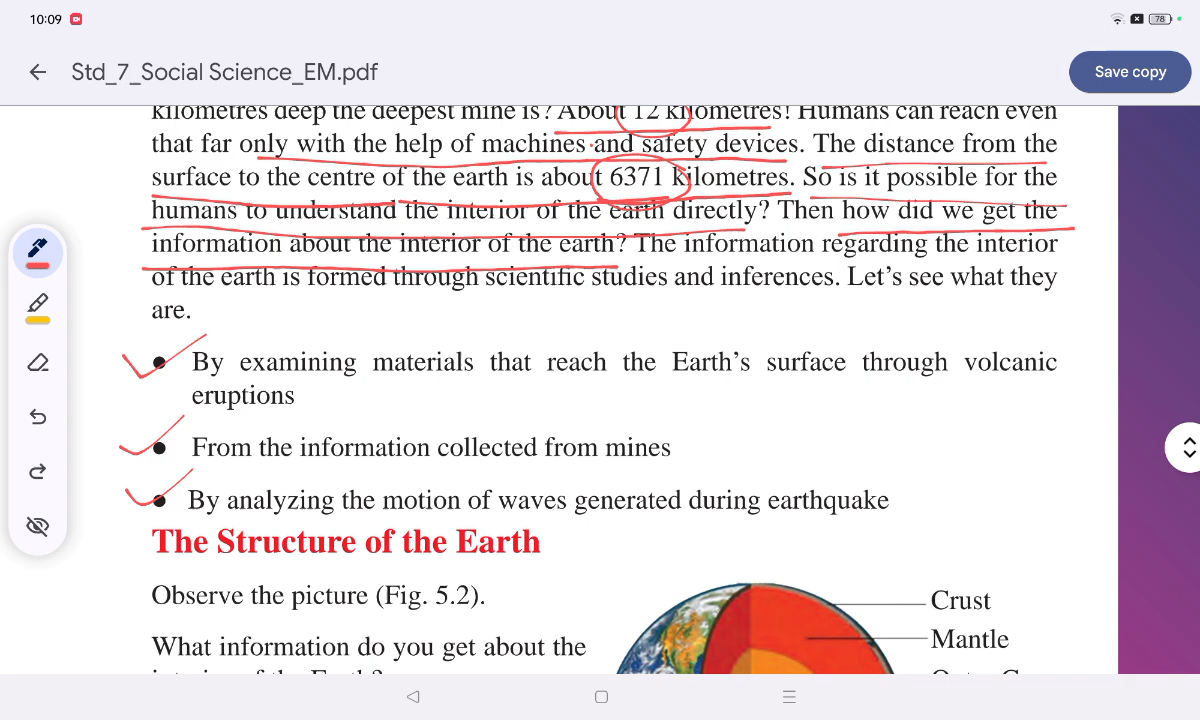 10:09
78
Std_7_Social Science_EM.pdf
Save copy
kilometres deep the deepest mine is? About 12 kilometres! Humans can reach even
that far only with the help of machines and safety devices. The distance from the
surface to the centre of the earth is about 6371 kilometres. So is it possible for the
humans to understand the interior of the earth directly? Then how did we get the
information about the interior of the earth? The information regarding the interior
of the earth is formed through scientific studies and inferences. Let's see what they
are.
• By examining materials that reach the Earth's surface through volcanic
eruptions
• From the information collected from mines
• By analyzing the motion of waves generated during earthquake
The Structure of the Earth
Observe the picture (Fig. 5.2).
What information do you get about the
Crust
Mantle